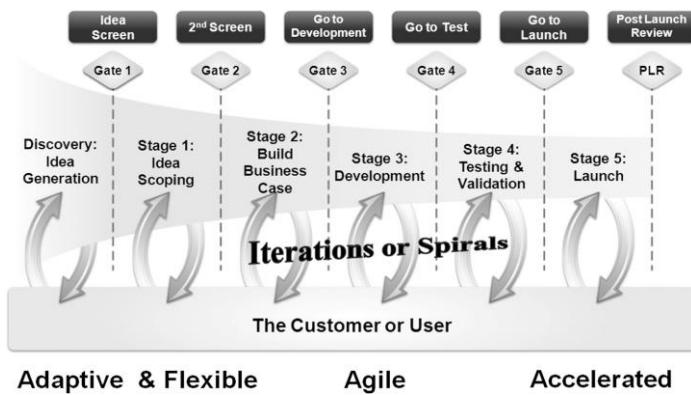 Idea
Screen
2nd Screen
Go to
Development
Go to Test
Go to
Launch
Post Launch
Review
Gate 1
Gate 2
Gate 3
Gate 4
Gate 5
PLR
Discovery:
Idea
Generation
Stage 1:
Idea
Scoping
Stage 2:
Build
Business
Case
Stage 3:
Development
Stage 4:
Testing &
Validation
Stage 5:
Launch
Iterations or Spirals
The Customer or User
Adaptive & Flexible
Agile
Accelerated